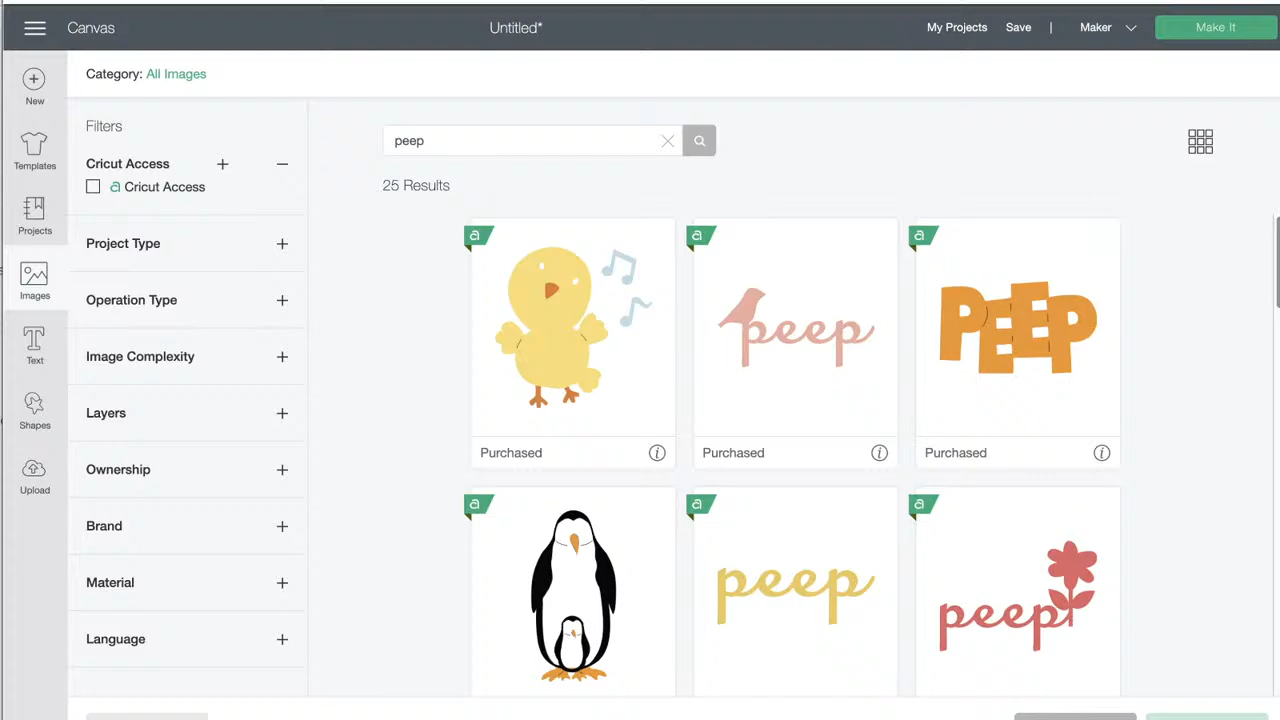 Canvas
Untitled*
My Projects Save | Maker Make It
New
Templates
Projects
Images
Text
Shapes
Upload
Category: All Images
Filters
Cricut Access
a Cricut Access
Project Type
Operation Type
Image Complexity
Layers
Ownership
Brand
Material
Language
peep
25 Results
a
a
a
peep
PEEP
Purchased
Purchased
Purchased
a
a
a
peep
peep